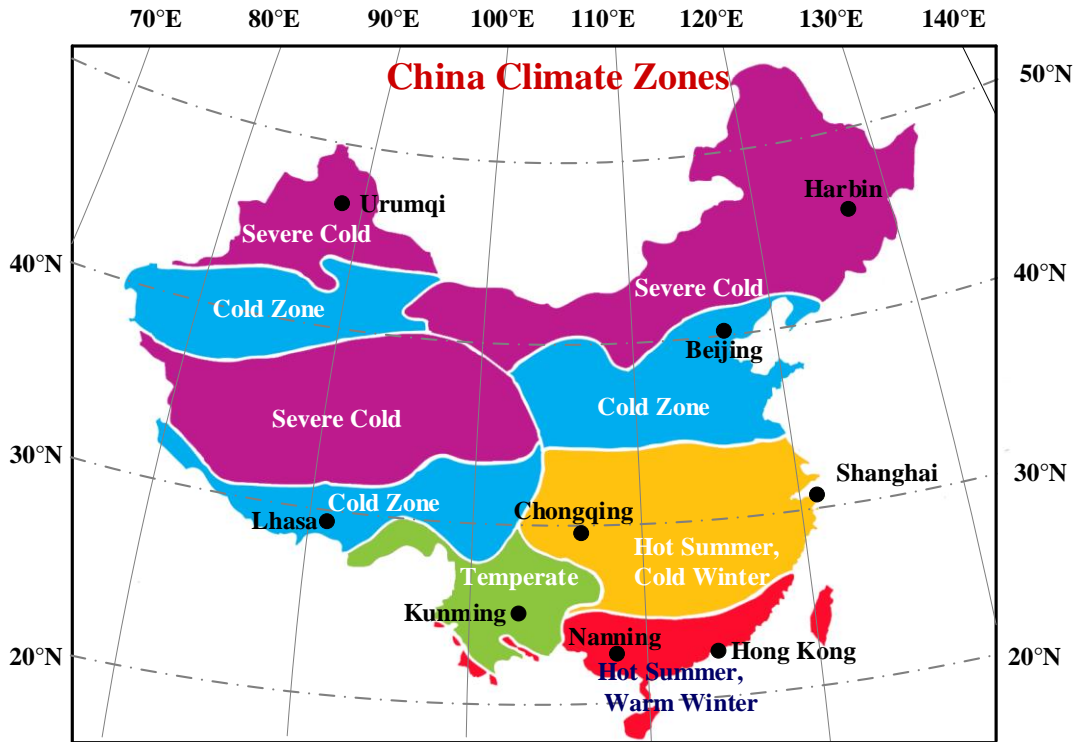 70°E 80°E 90°E 100°E 110°E 120°E 130°E 140°E
China Climate Zones
50°N
Harbin
Urumqi
Severe Cold
40°N
40°N
Severe Cold
Cold Zone
Beijing
Cold Zone
Severe Cold
30°N
30°N
Shanghai
Cold Zone
Chongqing
Lhasa
Hot Summer,
Cold Winter
Temperate
Kunming
Nanning
Hong Kong
20°N
20°N
Hot Summer,
Warm Winter